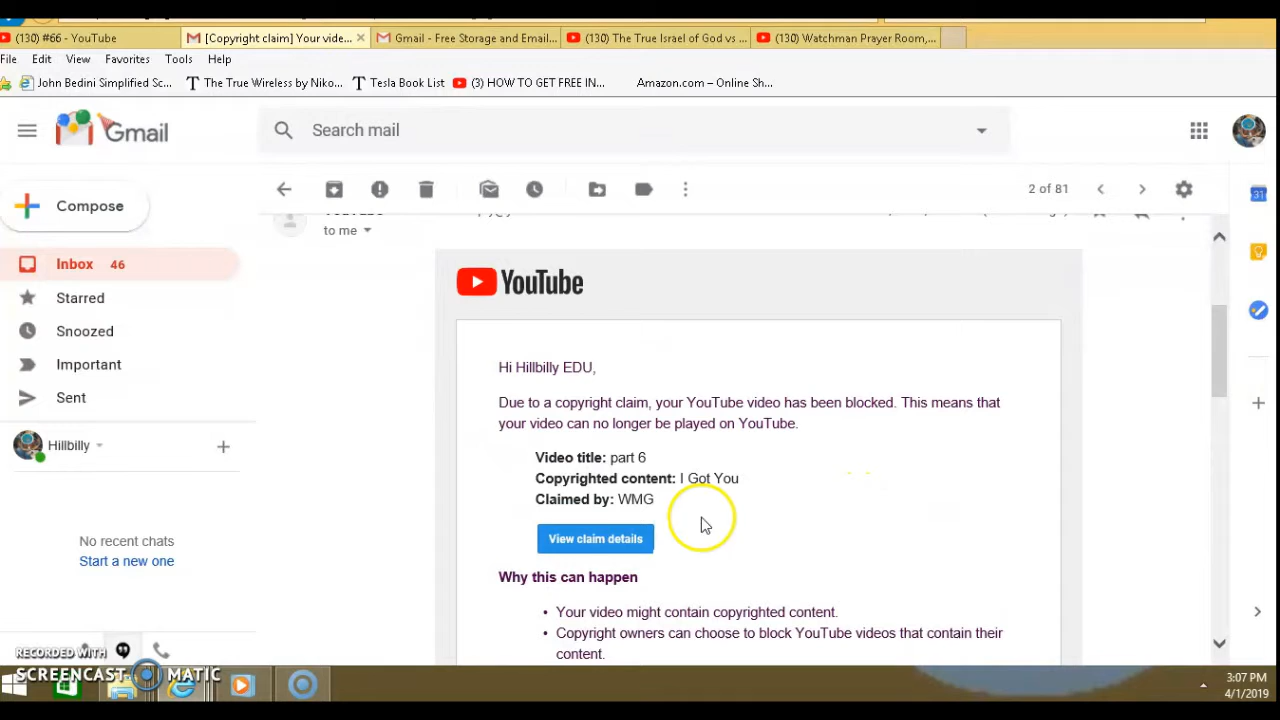 (130) #66 - YouTube
[Copyright claim] Your vide...
Gmail - Free Storage and Email...
(130) The True Israel of God vs ...
(130) Watchman Prayer Room,...
File Edit View Favorites Tools Help
John Bedini Simplified Sc...
The True Wireless by Niko...
Tesla Book List
(3) HOW TO GET FREE IN...
Amazon.com – Online Sh...
Gmail
Search mail
Compose
2 of 81
31
to me
Inbox 46
Starred
Snoozed
Important
Sent
Hillbilly
No recent chats
Start a new one
YouTube
Hi Hillbilly EDU,
Due to a copyright claim, your YouTube video has been blocked. This means that
your video can no longer be played on YouTube.
Video title: part 6
Copyrighted content: I Got You
Claimed by: WMG
View claim details
Why this can happen
• Your video might contain copyrighted content.
• Copyright owners can choose to block YouTube videos that contain their
content.
RECORDED WITH
SCREENCAST MATIC
3:07 PM
4/1/2019